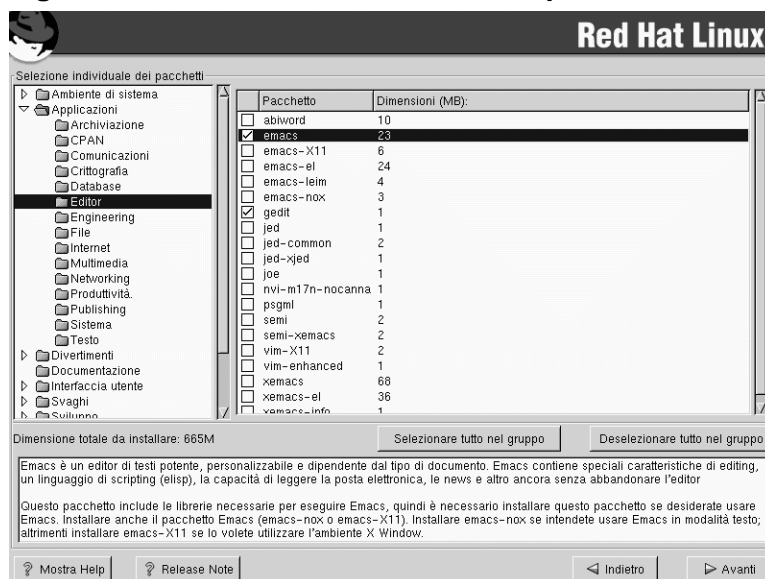 Red Hat Linux
Selezione individuale dei pacchetti
Ambiente di sistema
Applicazioni
Archiviazione
CPAN
Comunicazioni
Crittografia
Database
Editor
Engineering
File
Internet
Multimedia
Networking
Produttività.
Publishing
Sistema
Testo
Divertimenti
Documentazione
Interfaccia utente
Svaghi
Sviluppo
Pacchetto Dimensioni (MB):
abiword 10
emacs 23
emacs-X11 6
emacs-el 24
emacs-leim 4
emacs-nox 3
gedit 1
jed 1
jed-common 2
jed-xjed 1
joe 1
nvi-m17n-nocanna 1
psgml 1
semi 2
semi-xemacs 2
vim-X11 2
vim-enhanced 1
xemacs 68
xemacs-el 36
xemacs-info 1
Dimensione totale da installare: 665M
Selezionare tutto nel gruppo
Deselezionare tutto nel gruppo
Emacs è un editor di testi potente, personalizzabile e dipendente dal tipo di documento. Emacs contiene speciali caratteristiche di editing,
un linguaggio di scripting (elisp), la capacità di leggere la posta elettronica, le news e altro ancora senza abbandonare l'editor
Questo pacchetto include le librerie necessarie per eseguire Emacs, quindi è necessario installare questo pacchetto se desiderate usare
Emacs. Installare anche il pacchetto Emacs (emacs-nox o emacs-X11). Installare emacs-nox se intendete usare Emacs in modalità testo;
altrimenti installare emacs-X11 se lo volete utilizzare l'ambiente X Window.
Mostra Help
Release Note
Indietro
Avanti